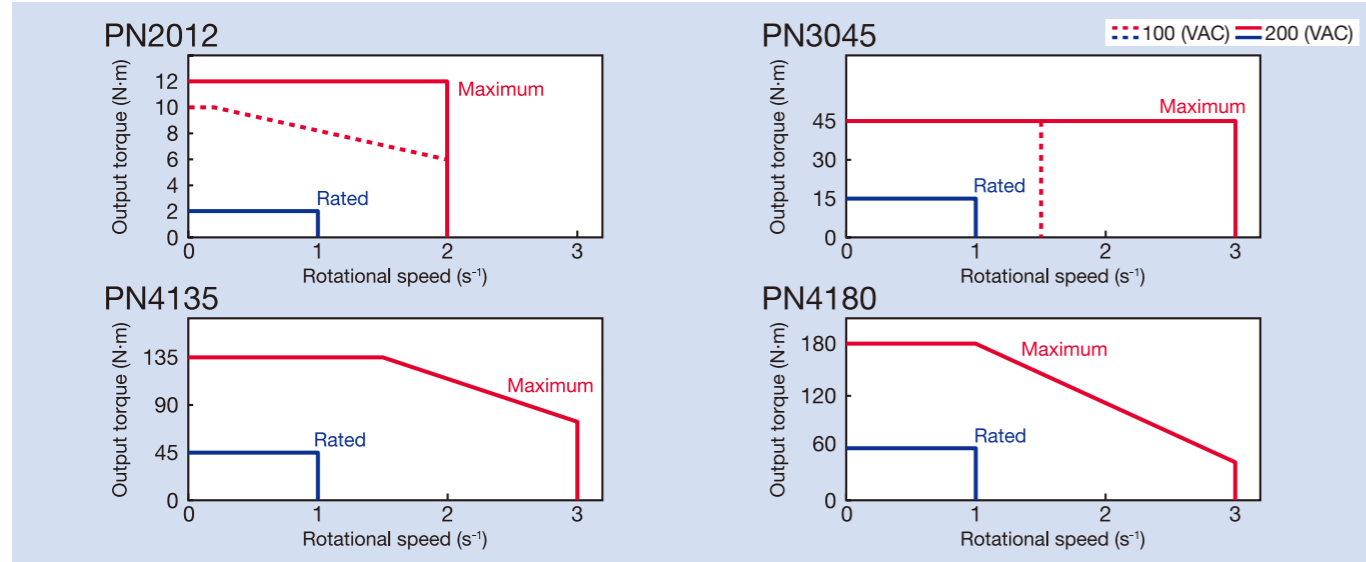 PN2012
Output torque (N·m)
12
10
8
6
4
2
0
Maximum
Rated
0 1 2 3
Rotational speed (s⁻¹)
PN3045
100 (VAC) 200 (VAC)
Output torque (N·m)
45
30
15
0
Maximum
Rated
0 1 2 3
Rotational speed (s⁻¹)
PN4135
Output torque (N·m)
135
90
45
0
Maximum
Rated
0 1 2 3
Rotational speed (s⁻¹)
PN4180
Output torque (N·m)
180
120
60
0
Maximum
Rated
0 1 2 3
Rotational speed (s⁻¹)